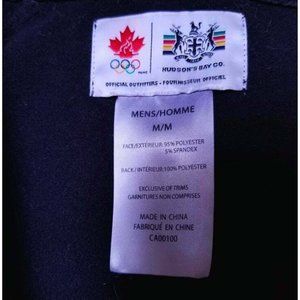 HUDSON'S BAY CO.
OFFICIAL OUTFITTERS - FOURNISSEUR OFFICIEL
MENS/HOMME
M/M
FACE/EXTÉRIEUR: 95% POLYESTER
5% SPANDEX
BACK/INTÉRIEUR: 100% POLYESTER
EXCLUSIVE OF TRIMS
GARNITURES NON COMPRISES
MADE IN CHINA
FABRIQUÉ EN CHINE
CA00100